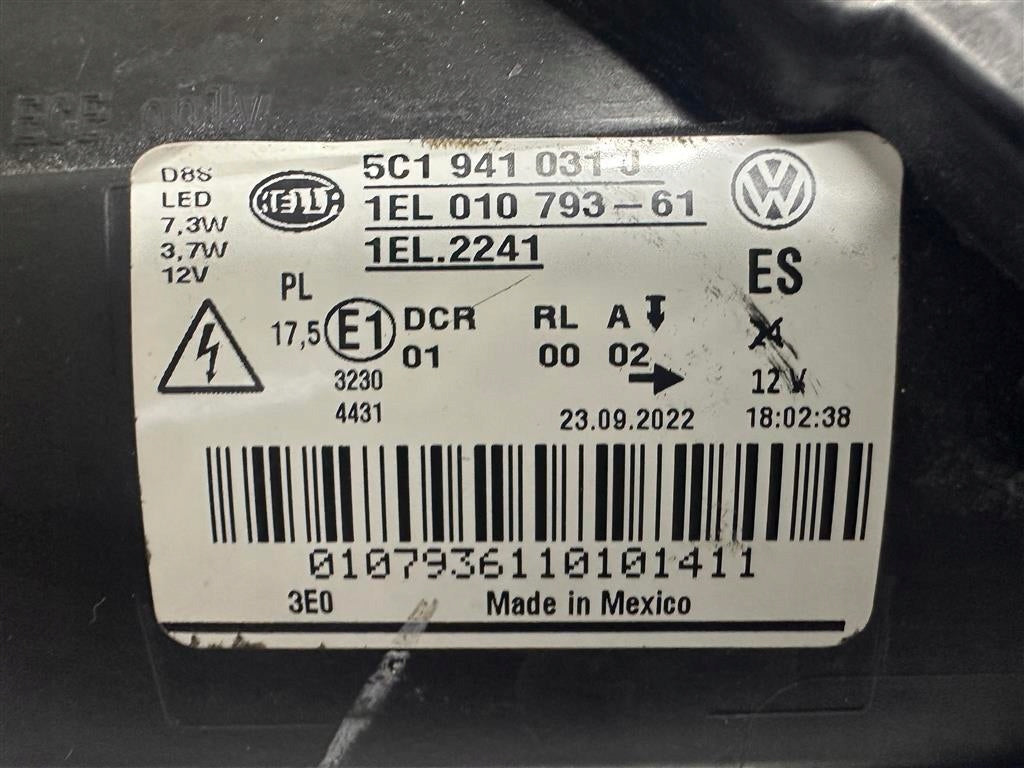 ECE only
D8S
LED
7,3W
3,7W
12V
HELLA
5C1 941 031 J
1EL 010 793-61
1EL.2241
ES
PL
17,5
E1
DCR RL A
01 00 02
3230
4431
12 V
23.09.2022
18:02:38
0107936110101411
3E0
Made in Mexico